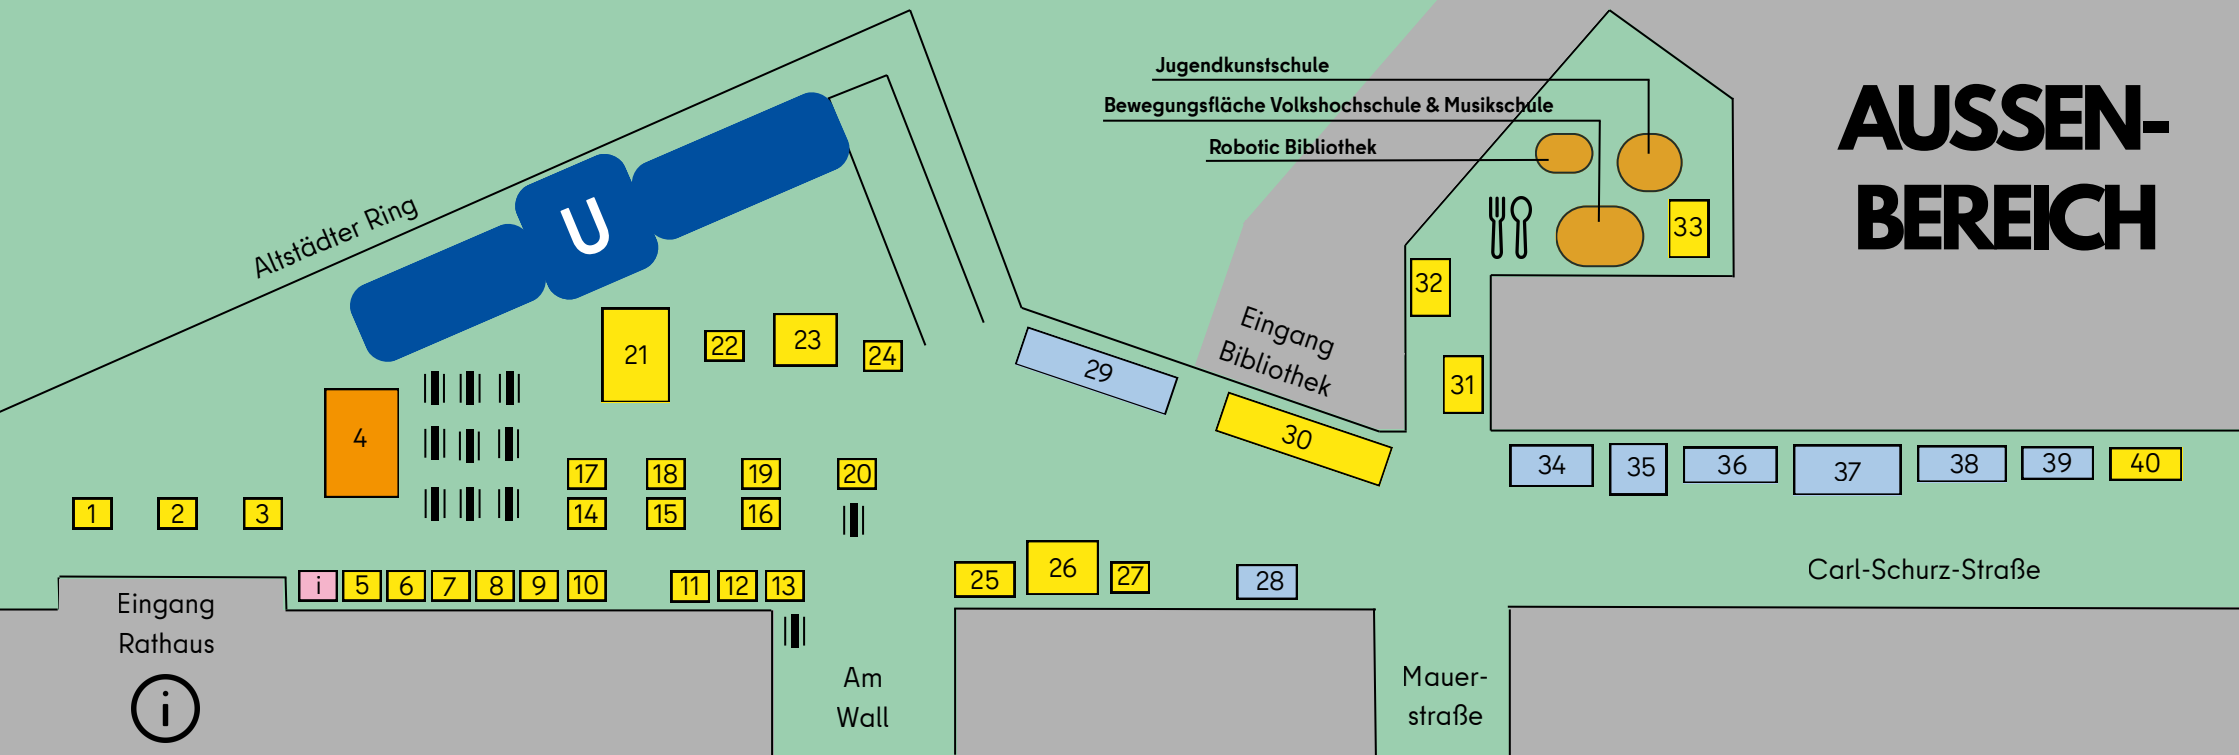 Jugendkunstschule
Bewegungsfläche Volkshochschule & Musikschule
Robotic Bibliothek
AUSSEN-
BEREICH
Altstädter Ring
U
33
32
31
Eingang
Bibliothek
21
22
23
24
29
30
4
17
18
19
20
14
15
16
1
2
3
34
35
36
37
38
39
40
i
5
6
7
8
9
10
11
12
13
25
26
27
28
Carl-Schurz-Straße
Eingang
Rathaus
i
Am
Wall
Mauer-
straße